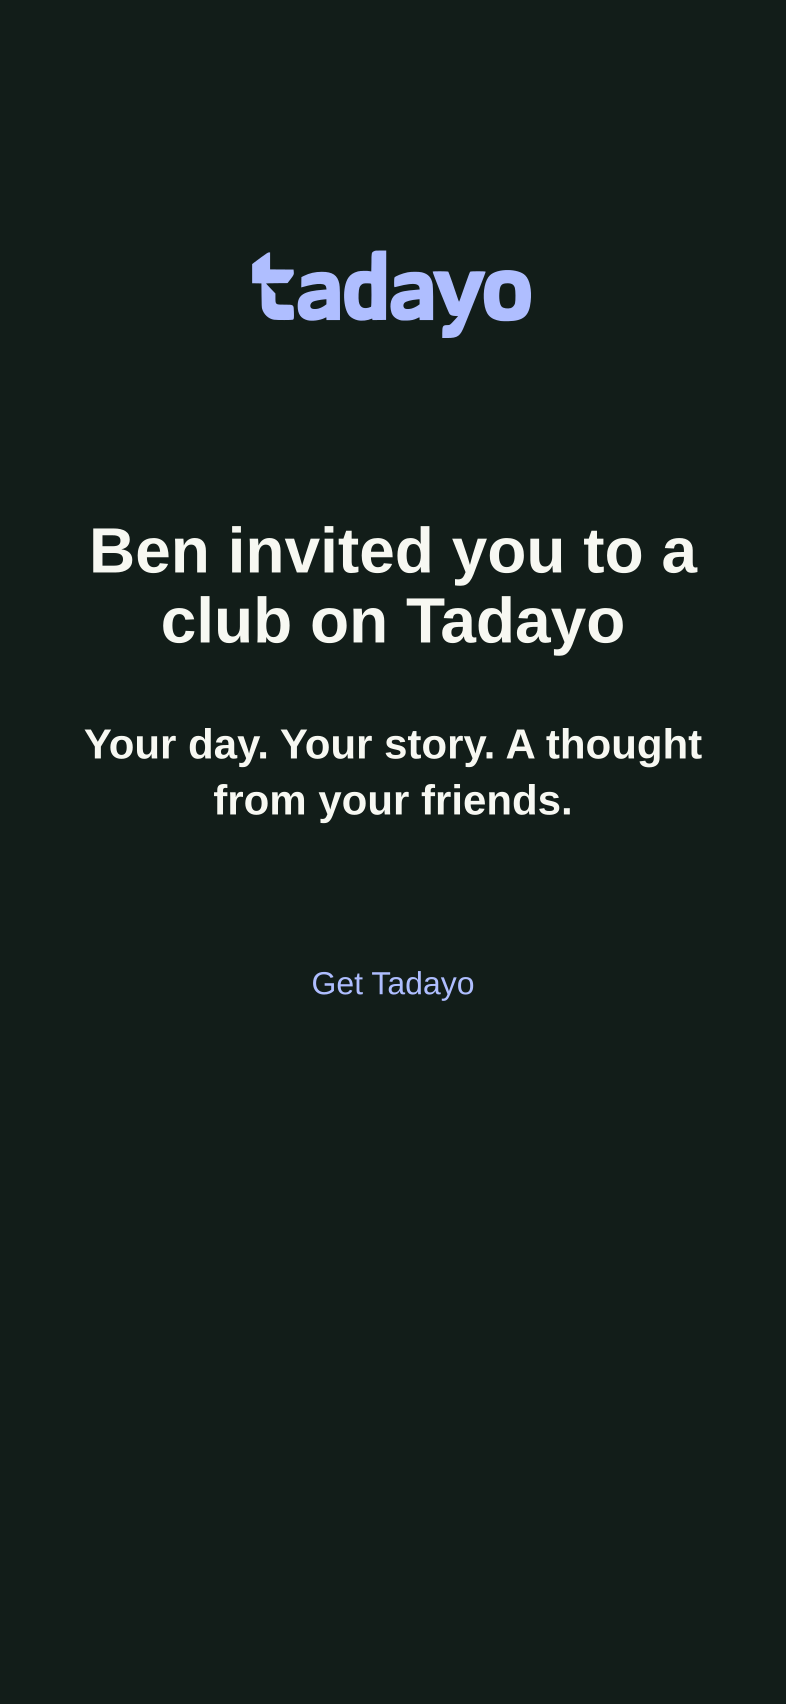 tadayo
Ben invited you to a
club on Tadayo
Your day. Your story. A thought
from your friends.
Get Tadayo